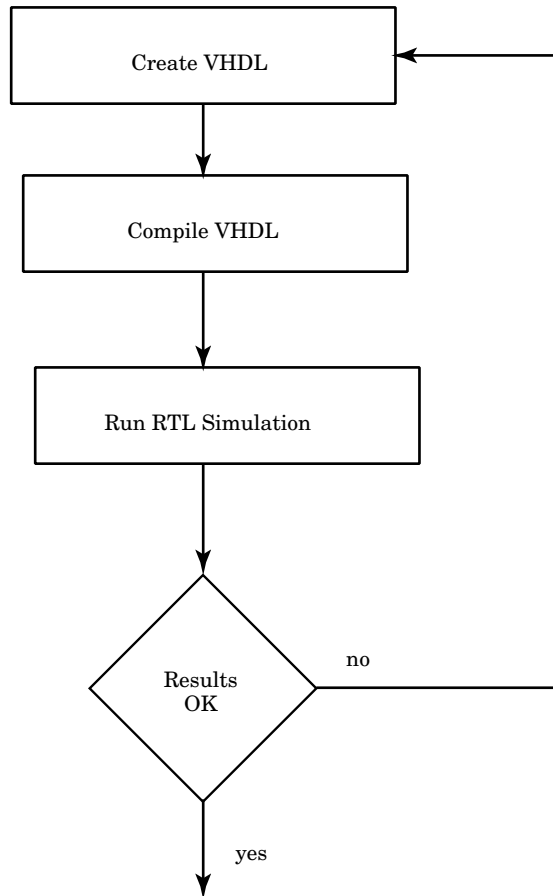 Create VHDL
Compile VHDL
Run RTL Simulation
Results
OK
no
yes